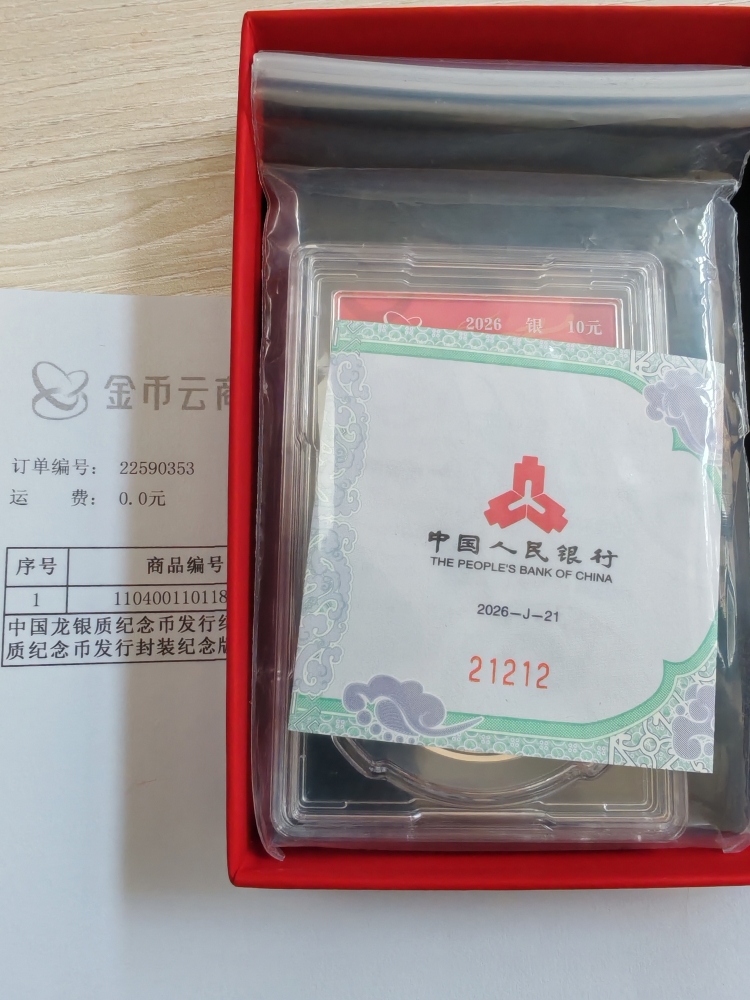 金币云商
订单编号： 22590353
运 费： 0.0元
序号 商品编号
1 110400110118
中国龙银质纪念币发行纪
质纪念币发行封装纪念版
2026 银 10元
中国人民银行
THE PEOPLE'S BANK OF CHINA
2026-J-21
21212